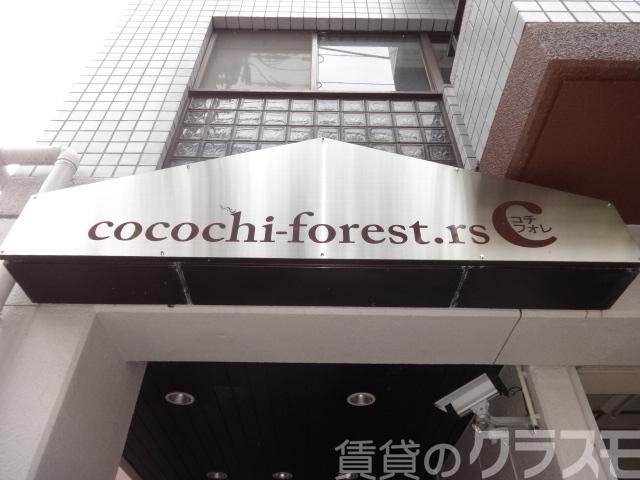 cocochi-forest.rs
コチ
フォレ
賃貸のクラスモ